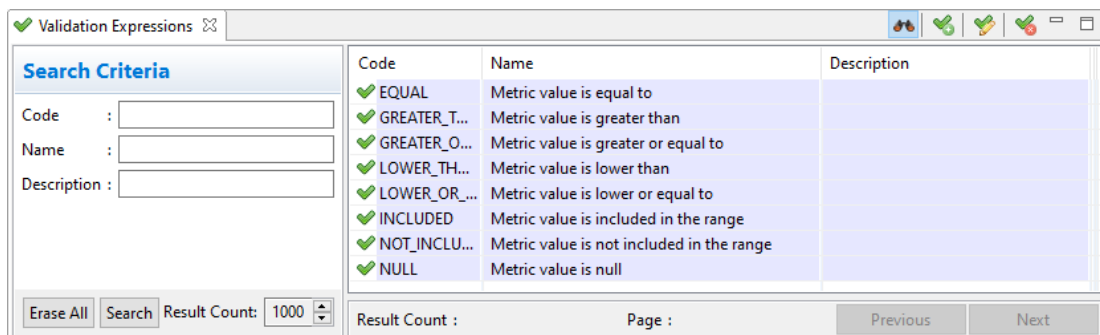 Validation Expressions
Search Criteria
Code :
Name :
Description :
Erase All Search Result Count: 1000
Code Name Description
EQUAL Metric value is equal to
GREATER_T... Metric value is greater than
GREATER_O... Metric value is greater or equal to
LOWER_TH... Metric value is lower than
LOWER_OR_... Metric value is lower or equal to
INCLUDED Metric value is included in the range
NOT_INCLU... Metric value is not included in the range
NULL Metric value is null
Result Count : Page : Previous Next